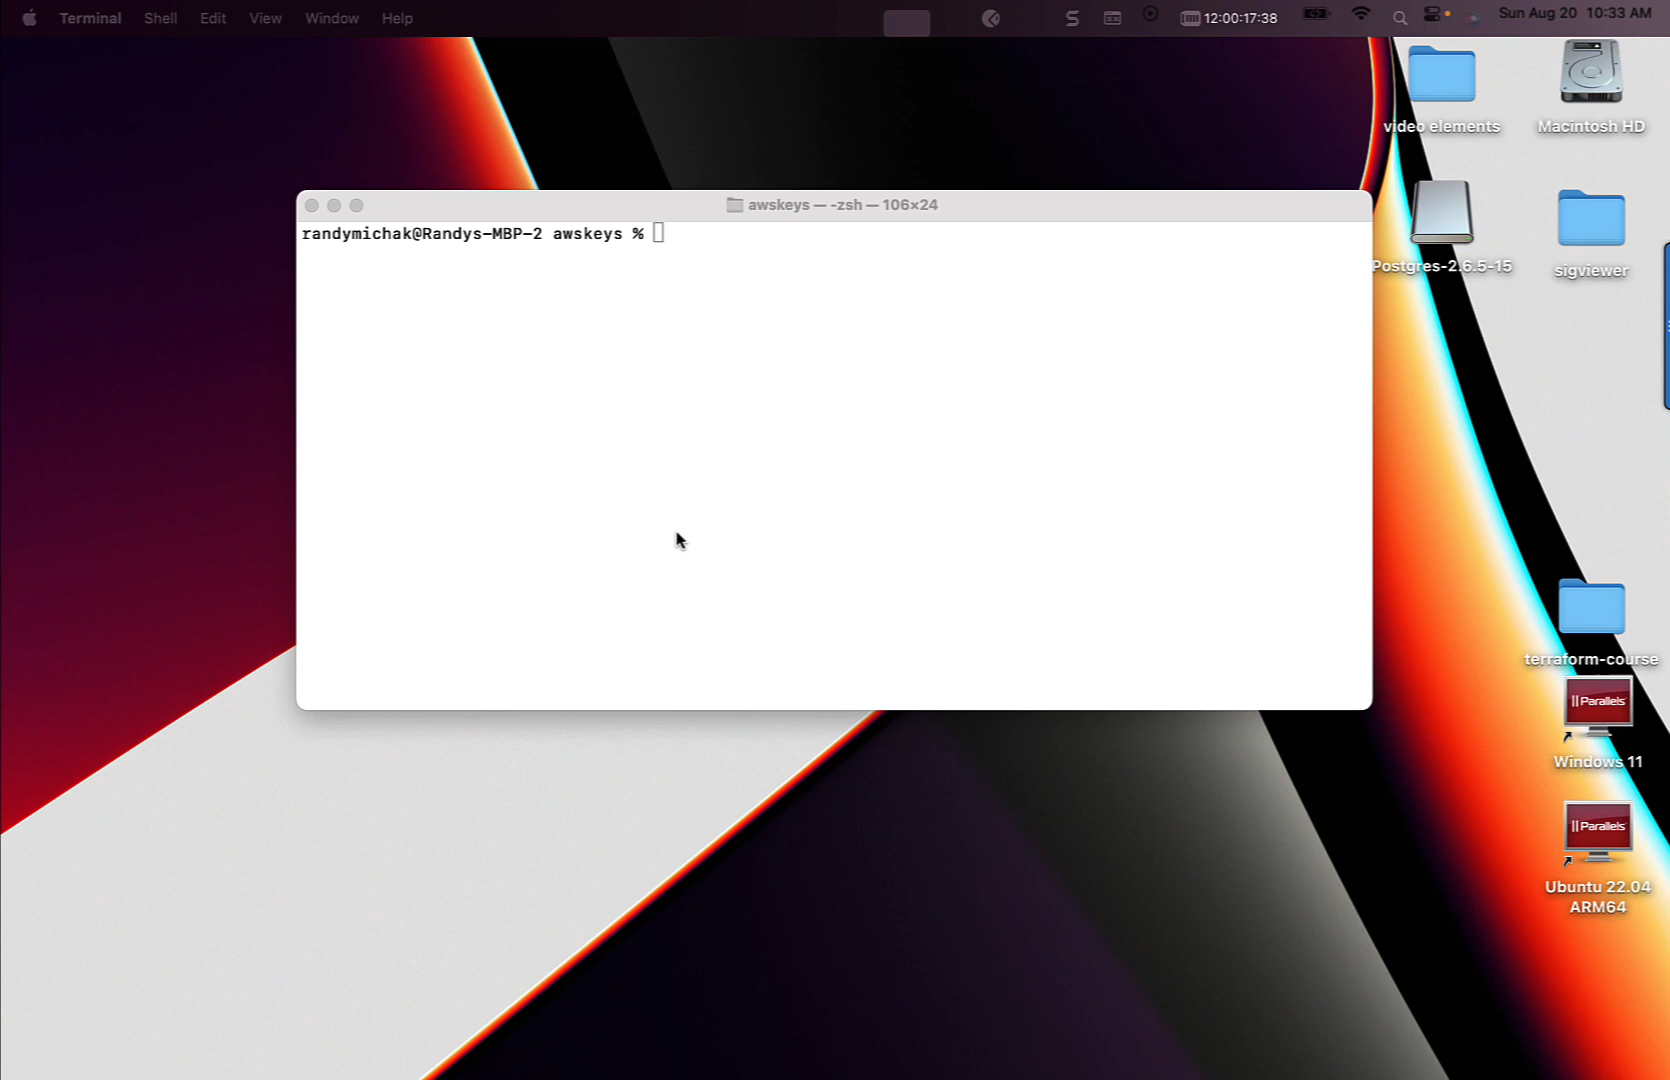 Terminal Shell Edit View Window Help 12:00:17:38 Sun Aug 20 10:33 AM
video elements
Macintosh HD
awskeys — -zsh — 106×24
randymichak@Randys-MBP-2 awskeys %
Postgres-2.6.5-15
sigviewer
terraform-course
|| Parallels
Windows 11
|| Parallels
Ubuntu 22.04
ARM64